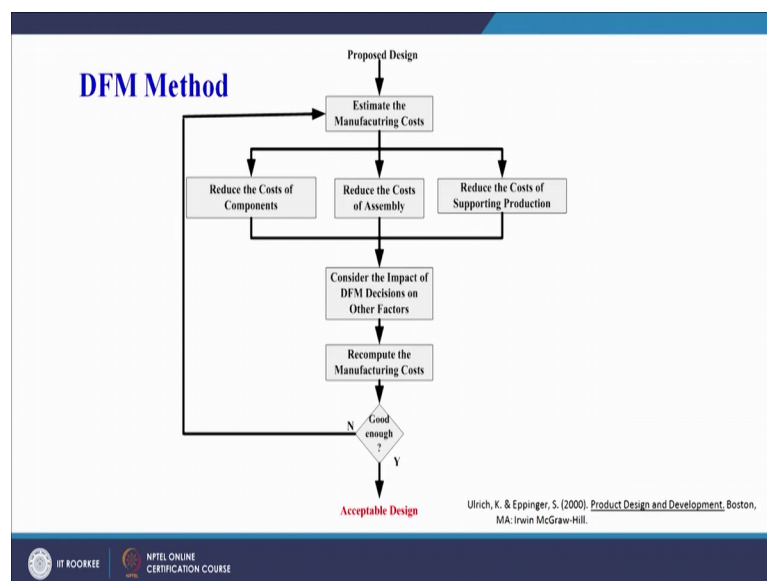 Proposed Design
DFM Method
Estimate the
Manufacutring Costs
Reduce the Costs of
Components
Reduce the Costs
of Assembly
Reduce the Costs of
Supporting Production
Consider the Impact of
DFM Decisions on
Other Factors
Recompute the
Manufacturing Costs
Good
enough
?
N
Y
Acceptable Design
Ulrich, K. & Eppinger, S. (2000). Product Design and Development. Boston,
MA: Irwin McGraw-Hill.
IIT ROORKEE
NPTEL ONLINE
CERTIFICATION COURSE